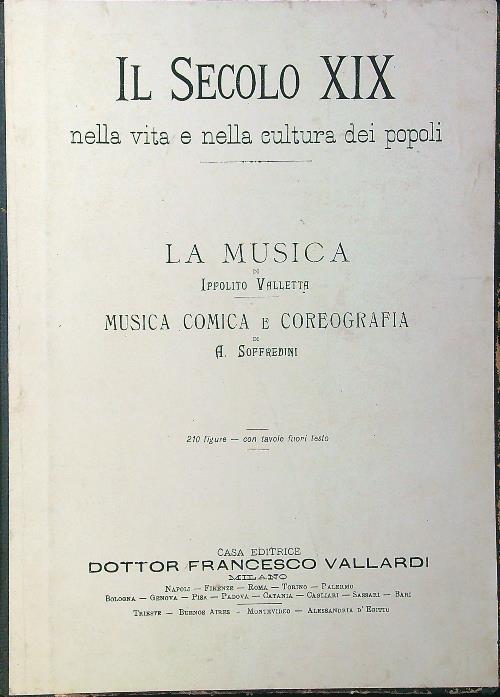 IL SECOLO XIX
nella vita e nella cultura dei popoli
LA MUSICA
DI
IPPOLITO VALLETTA
MUSICA COMICA E COREOGRAFIA
DI
A. SOFFREDINI
210 figure — con tavole fuori testo
CASA EDITRICE
DOTTOR FRANCESCO VALLARDI
MILANO
NAPOLI — FIRENZE — ROMA — TORINO — PALERMO
BOLOGNA — GENOVA — PISA — PADOVA — CATANIA — CAGLIARI — SASSARI — BARI
TRIESTE — BUENOS AIRES — MONTEVIDEO — ALESSANDRIA D'EGITTO